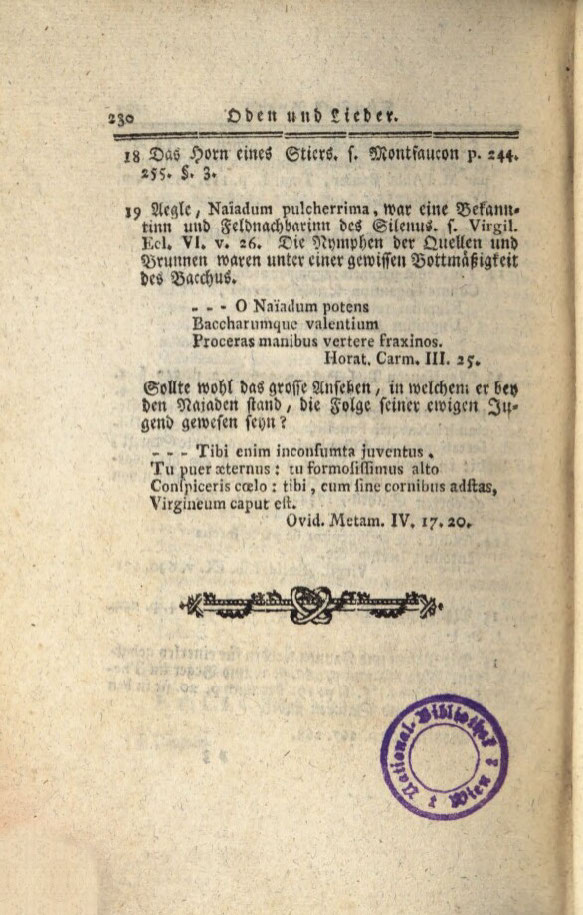 230 Oden und Lieder.
18 Das Horn eines Stiers. s. Montfaucon p. 244.
255. §. 3.
19 Aegle, Naïadum pulcherrima, war eine Bekann-
tinn und Feldnachbarinn des Silenus. s. Virgil.
Ecl. VI. v. 26. Die Nymphen der Quellen und
Brunnen waren unter einer gewissen Bottmäßigkeit
des Bacchus.
- - - O Naïadum potens
Baccharumque valentium
Proceras manibus vertere fraxinos.
Horat. Carm. III. 25.
Sollte wohl das grosse Ansehen, in welchem er bey
den Najaden stand, die Folge seiner ewigen Ju-
gend gewesen seyn?
- - - Tibi enim inconsumta juventus.
Tu puer æternus: tu formosissimus alto
Conspiceris cœlo: tibi, cum sine cornibus adstas,
Virgineum caput est.
Ovid. Metam. IV. 17. 20.
National-Bibliothek Wien